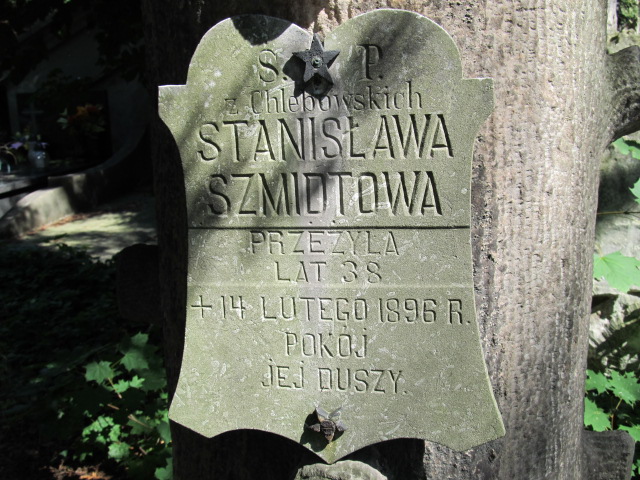 Ś. P.
z Chlebowskich
STANISŁAWA
SZMIDTOWA
PRZEŻYŁA
LAT 38
+ 14 LUTEGO 1896 R.
POKÓJ
JEJ DUSZY.